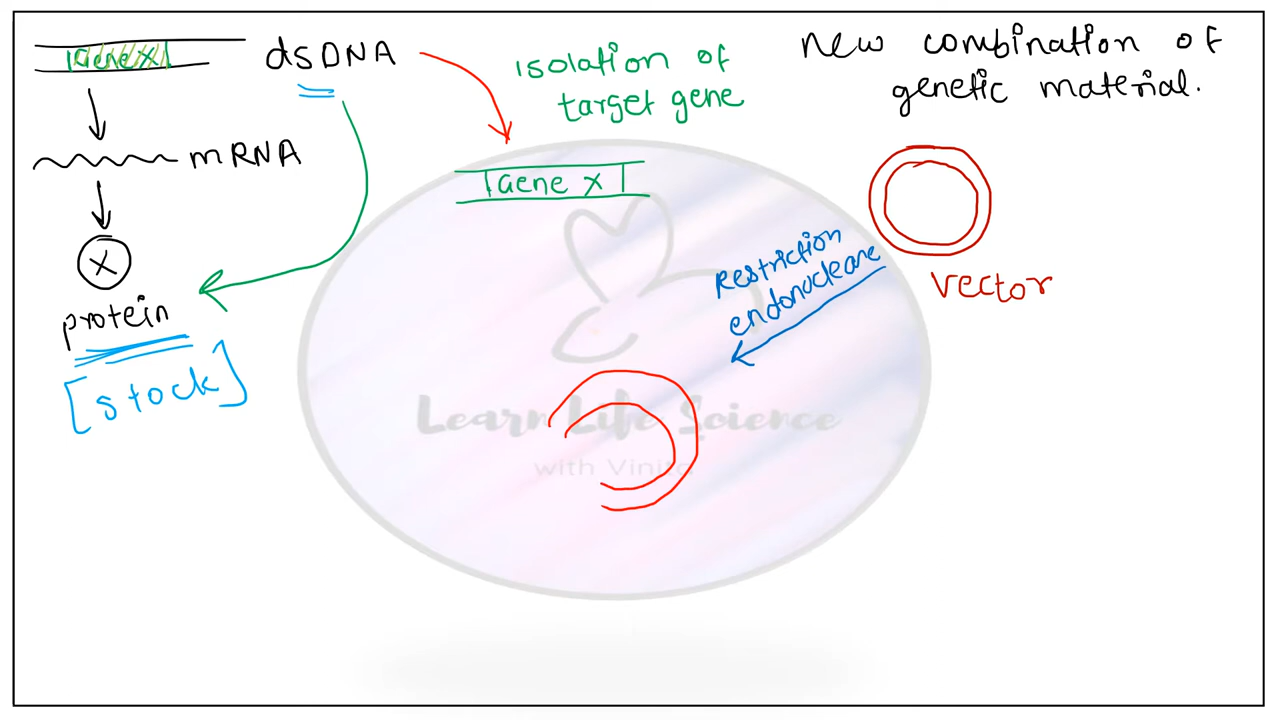 Gene X
dsDNA
mRNA
X
protein
[stock]
isolation of
target gene
Gene X
new combination of
genetic material.
vector
Restriction
endonucleare
Learn Life Science
with Vinita